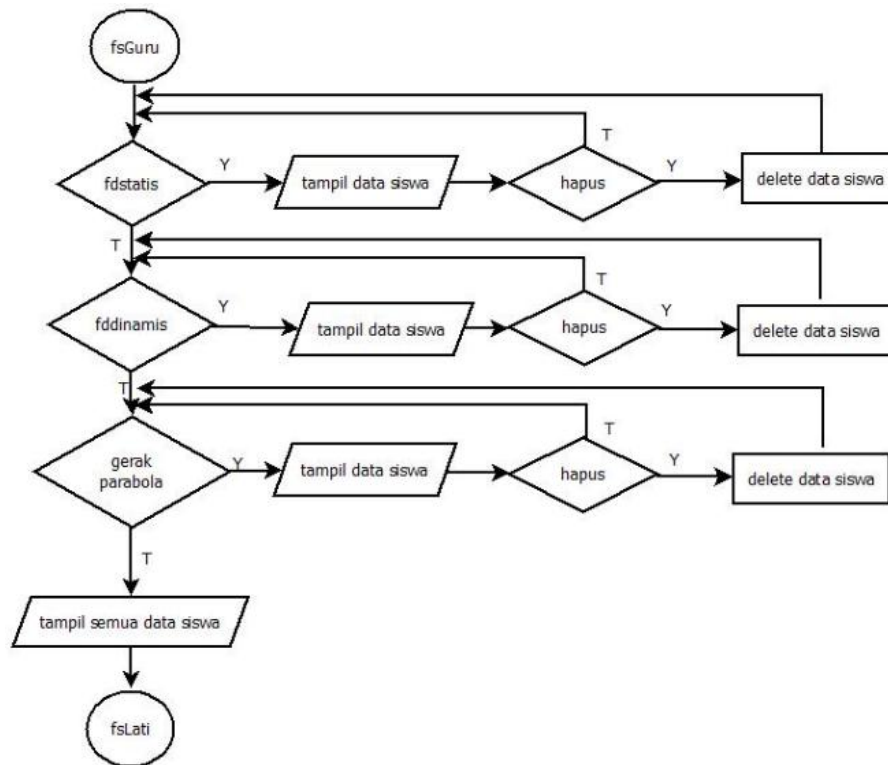 fsGuru
T
fdstatis
Y
tampil data siswa
hapus
Y
delete data siswa
T
T
fddinamis
Y
tampil data siswa
hapus
Y
delete data siswa
T
T
gerak
parabola
Y
tampil data siswa
hapus
Y
delete data siswa
T
tampil semua data siswa
fsLati